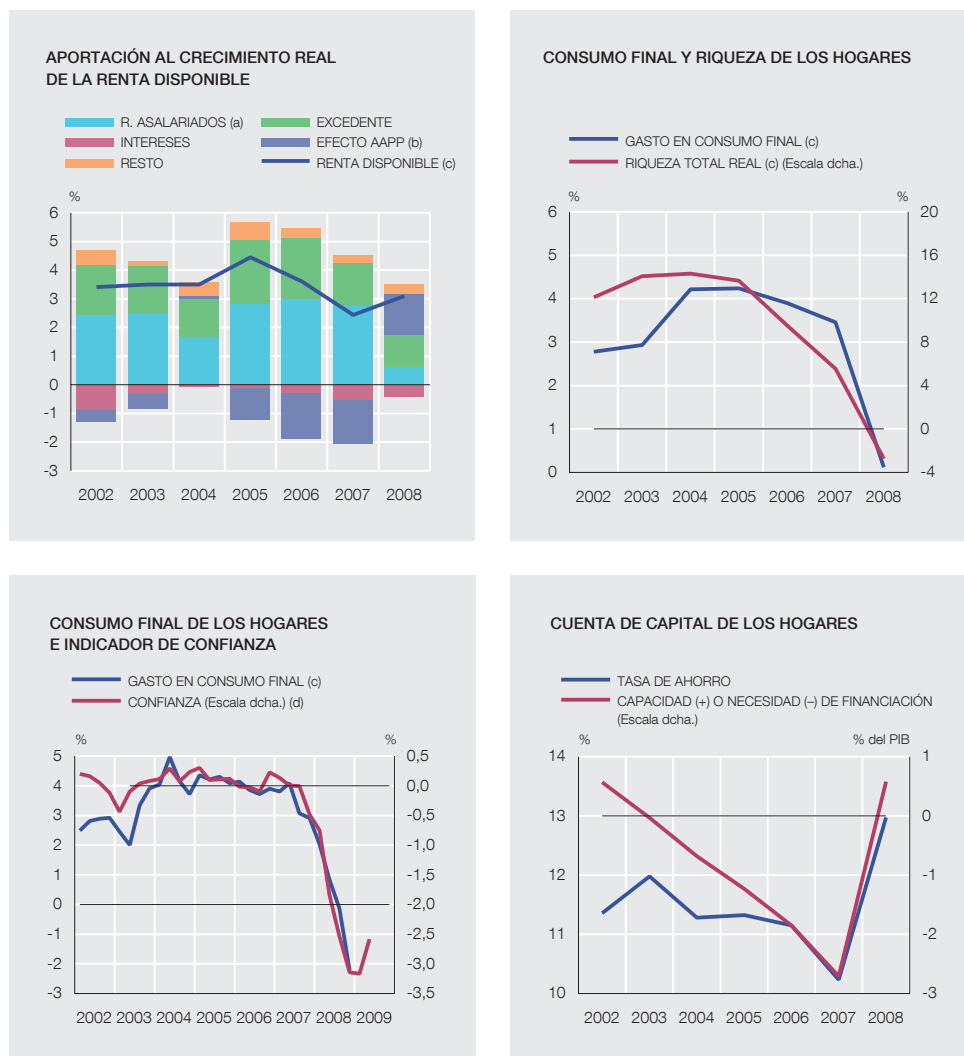 APORTACIÓN AL CRECIMIENTO REAL
DE LA RENTA DISPONIBLE
R. ASALARIADOS (a)
EXCEDENTE
INTERESES
EFECTO AAPP (b)
RESTO
RENTA DISPONIBLE (c)
%
6
5
4
3
2
1
0
-1
-2
-3
2002 2003 2004 2005 2006 2007 2008
CONSUMO FINAL Y RIQUEZA DE LOS HOGARES
GASTO EN CONSUMO FINAL (c)
RIQUEZA TOTAL REAL (c) (Escala dcha.)
% %
6 20
5 16
4 12
3 8
2 4
1 0
0 -4
2002 2003 2004 2005 2006 2007 2008
CONSUMO FINAL DE LOS HOGARES
E INDICADOR DE CONFIANZA
GASTO EN CONSUMO FINAL (c)
CONFIANZA (Escala dcha.) (d)
% %
5 0,5
4 0,0
3 -0,5
2 -1,0
1 -1,5
0 -2,0
-1 -2,5
-2 -3,0
-3 -3,5
2002 2003 2004 2005 2006 2007 2008 2009
CUENTA DE CAPITAL DE LOS HOGARES
TASA DE AHORRO
CAPACIDAD (+) O NECESIDAD (–) DE FINANCIACIÓN
(Escala dcha.)
% % del PIB
14 1
13 0
12 -1
11 -2
10 -3
2002 2003 2004 2005 2006 2007 2008